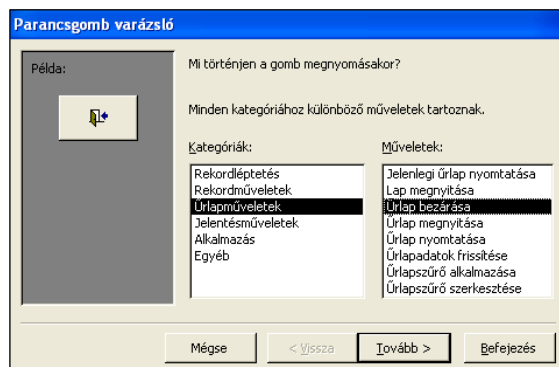 Parancsgomb varázsló
Példa:
Mi történjen a gomb megnyomásakor?
Minden kategóriához különböző műveletek tartoznak.
Kategóriák:
Rekordléptetés
Rekordműveletek
Űrlapműveletek
Jelentésműveletek
Alkalmazás
Egyéb
Műveletek:
Jelenlegi űrlap nyomtatása
Lap megnyitása
Űrlap bezárása
Űrlap megnyitása
Űrlap nyomtatása
Űrlapadatok frissítése
Űrlapszűrő alkalmazása
Űrlapszűrő szerkesztése
Mégse
< Vissza
Tovább >
Befejezés